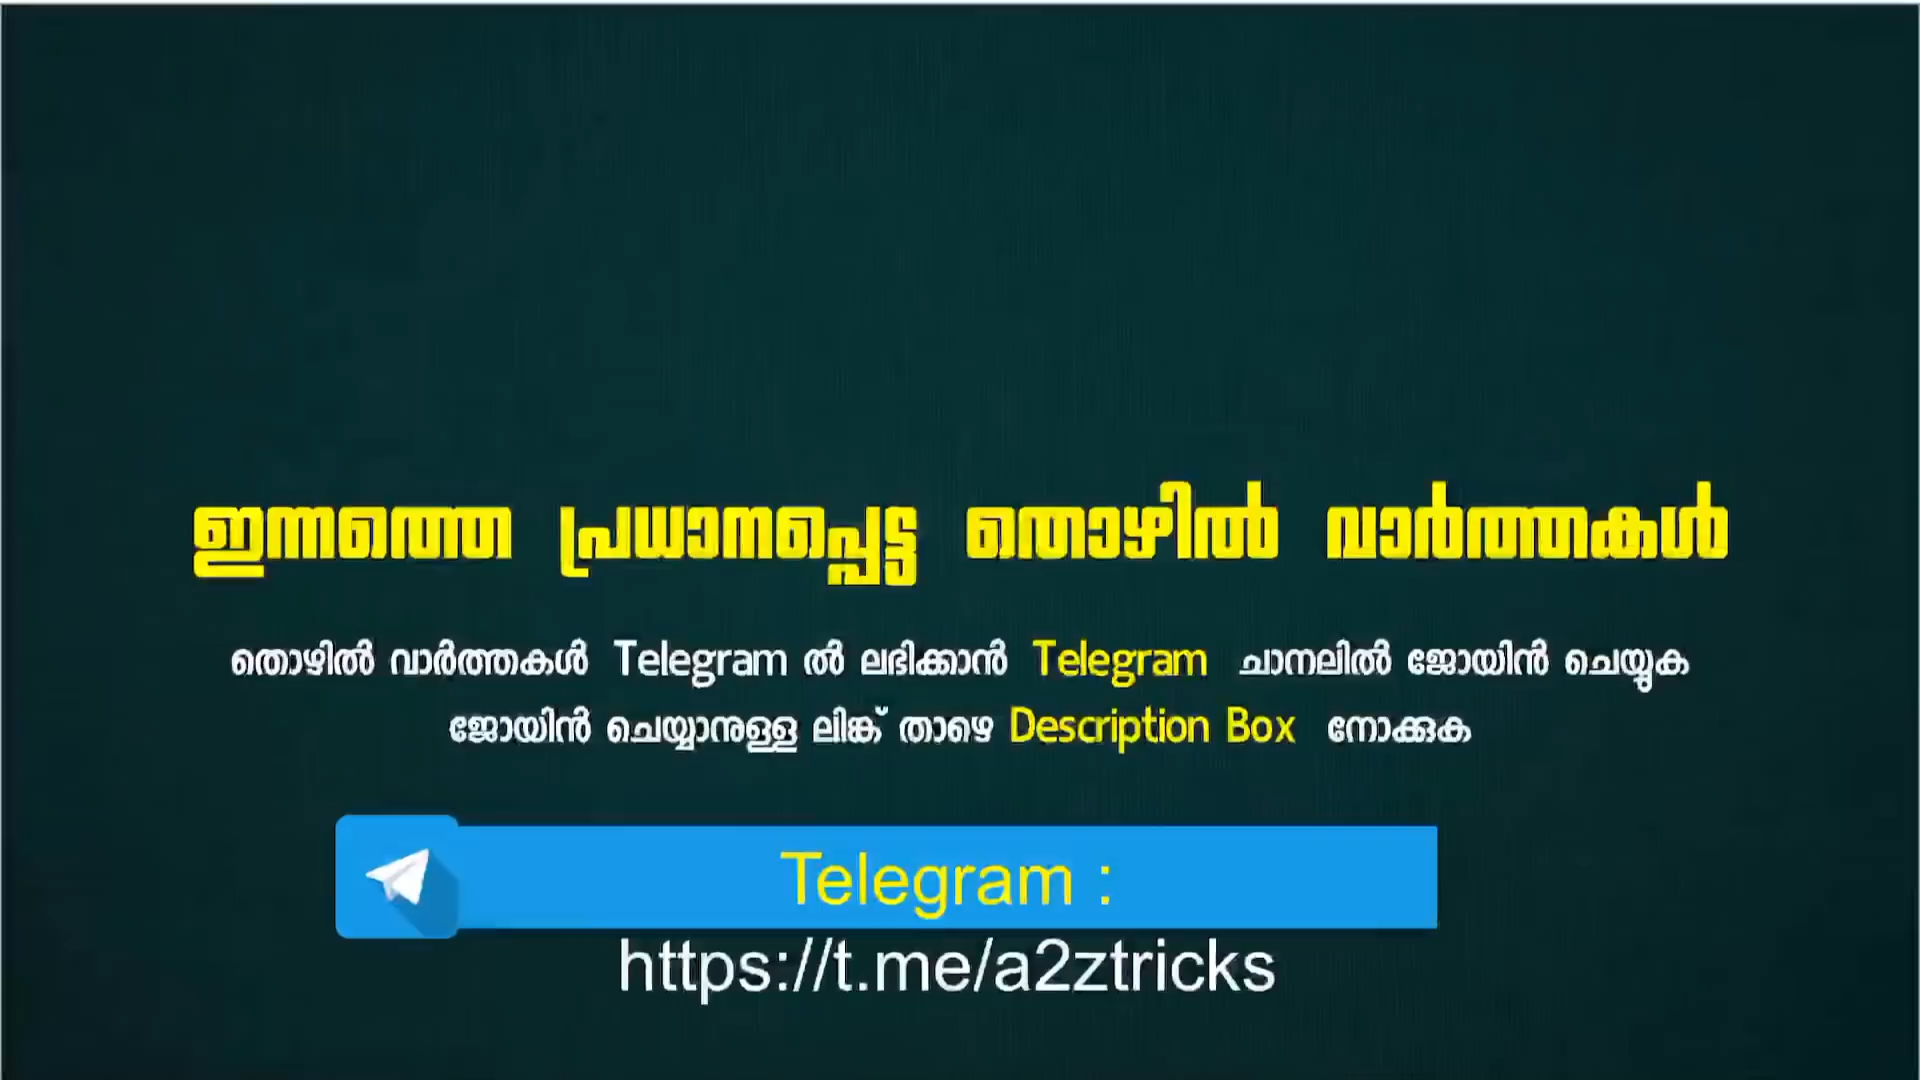 ഇന്നത്തെ പ്രധാനപ്പെട്ട തൊഴിൽ വാർത്തകൾ
തൊഴിൽ വാർത്തകൾ Telegram ൽ ലഭിക്കാൻ Telegram ചാനലിൽ ജോയിൻ ചെയ്യുക
ജോയിൻ ചെയ്യാനുള്ള ലിങ്ക് താഴെ Description Box നോക്കുക
Telegram :
https://t.me/a2ztricks